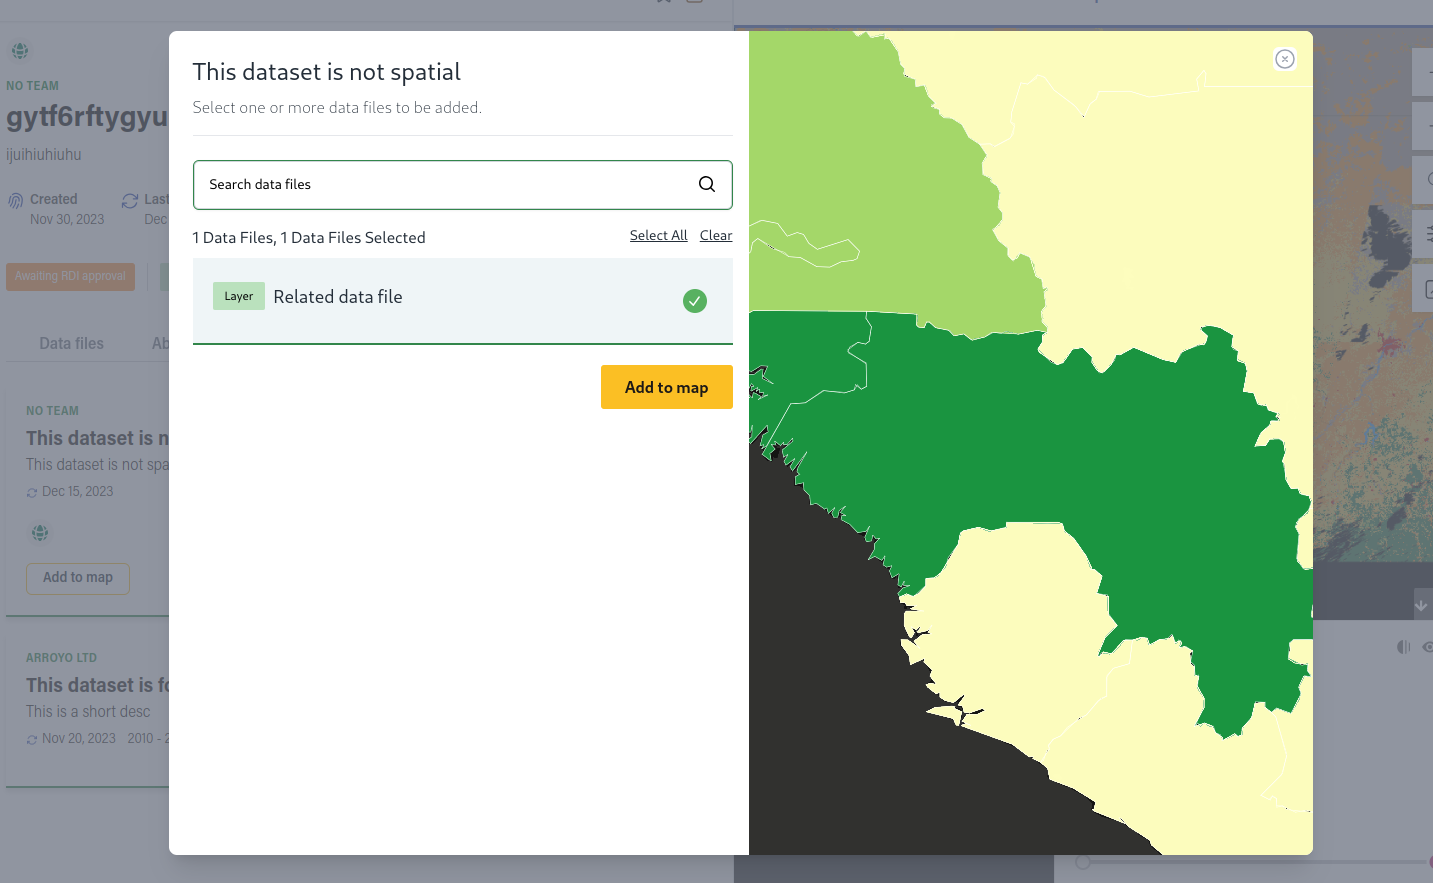 This dataset is not spatial
Select one or more data files to be added.
Search data files
1 Data Files, 1 Data Files Selected
Select All
Clear
Layer
Related data file
Add to map
NO TEAM
gytf6rftygyu
ijuihiuhiuhu
Created
Nov 30, 2023
Last
Dec
Awaiting RDI approval
Data files
Ab
NO TEAM
This dataset is n
This dataset is not spa
Dec 15, 2023
Add to map
ARROYO LTD
This dataset is fo
This is a short desc
Nov 20, 2023 2010 - 2